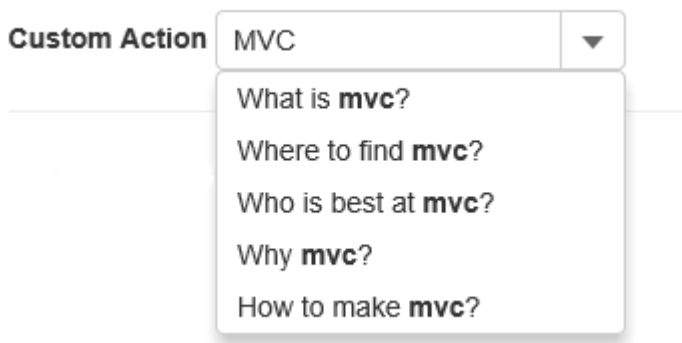 Custom Action MVC
What is mvc?
Where to find mvc?
Who is best at mvc?
Why mvc?
How to make mvc?